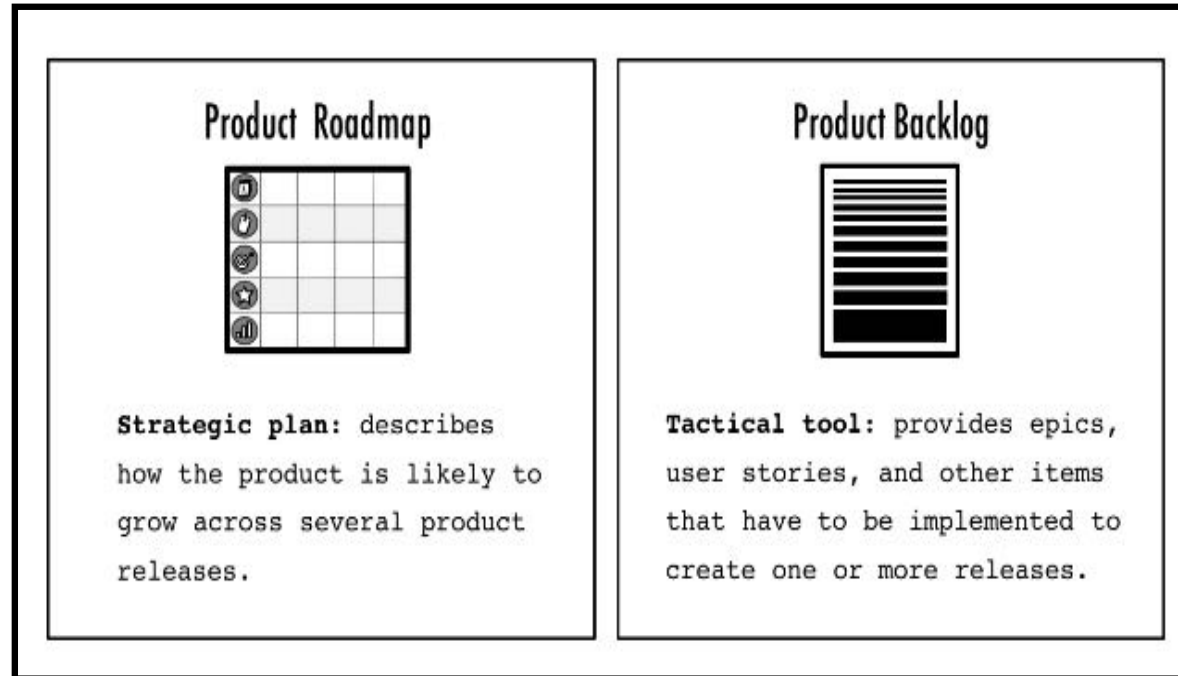 Product Roadmap
Strategic plan: describes
how the product is likely to
grow across several product
releases.
Product Backlog
Tactical tool: provides epics,
user stories, and other items
that have to be implemented to
create one or more releases.